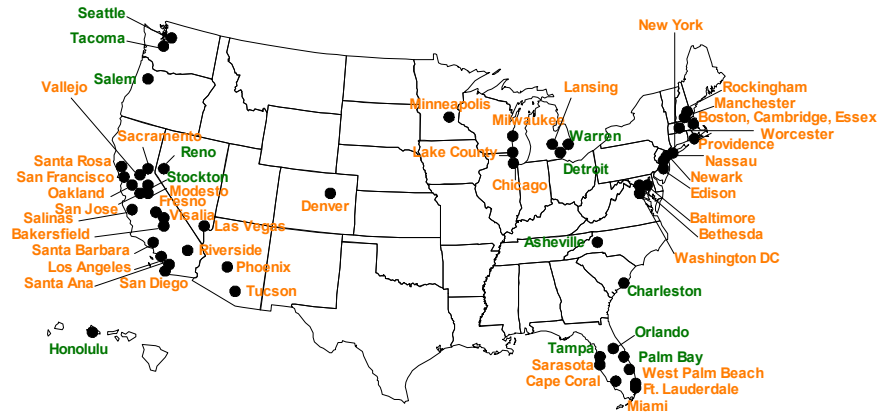 New York
Seattle
Tacoma
Salem
Vallejo
Sacramento
Reno
Santa Rosa
San Francisco
Stockton
Oakland
Modesto
Fresno
San Jose
Salinas
Visalia
Bakersfield
Las Vegas
Santa Barbara
Riverside
Los Angeles
Santa Ana
San Diego
Phoenix
Tucson
Denver
Honolulu
Minneapolis
Milwaukee
Lansing
Lake County
Warren
Chicago
Detroit
Rockingham
Manchester
Boston, Cambridge, Essex
Worcester
Providence
Nassau
Newark
Edison
Baltimore
Bethesda
Washington DC
Asheville
Charleston
Orlando
Tampa
Palm Bay
Sarasota
West Palm Beach
Cape Coral
Ft. Lauderdale
Miami